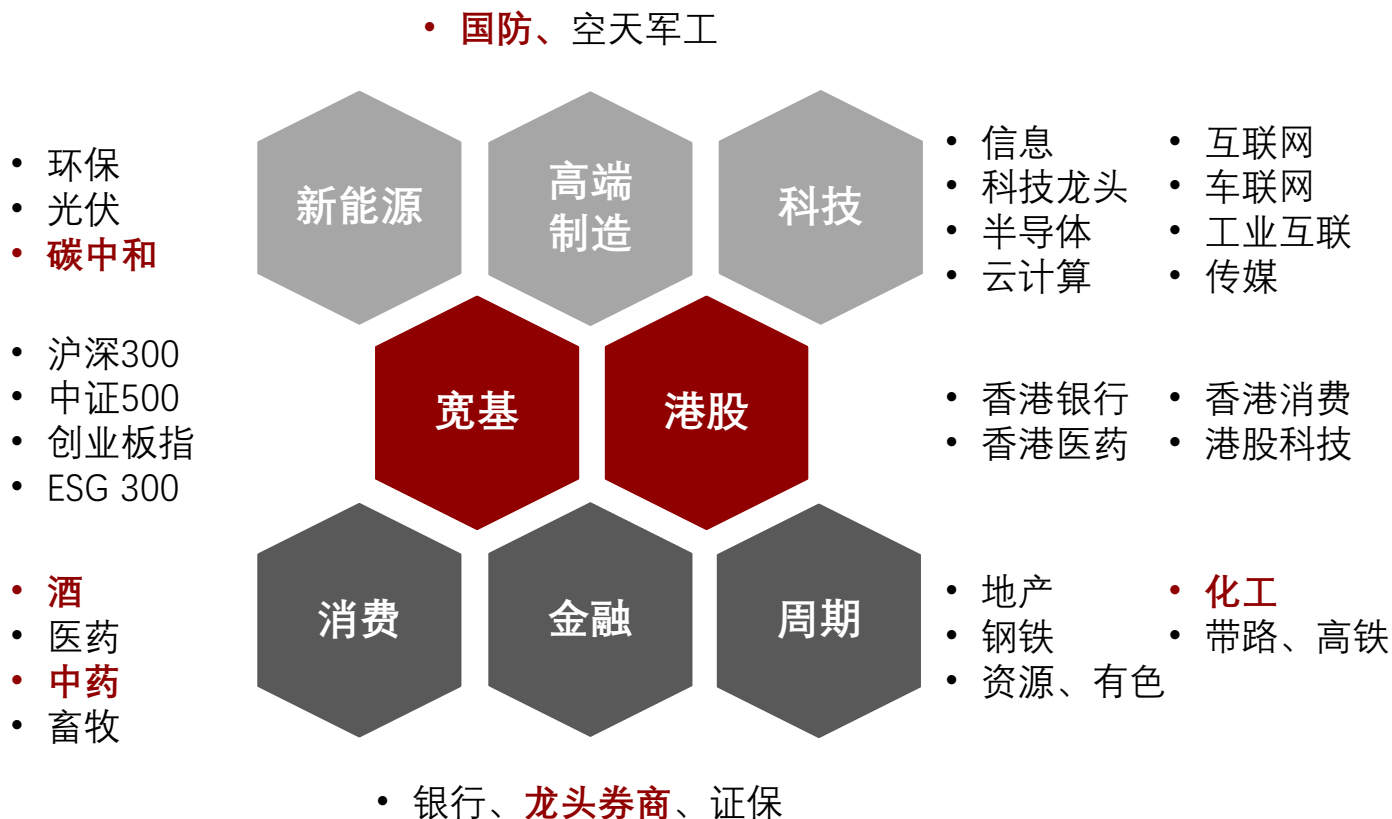 • 国防、空天军工
• 环保
• 光伏
• 碳中和
新能源
高端
制造
科技
• 信息
• 科技龙头
• 半导体
• 云计算
• 互联网
• 车联网
• 工业互联
• 传媒
• 沪深300
• 中证500
• 创业板指
• ESG 300
宽基
港股
• 香港银行
• 香港医药
• 香港消费
• 港股科技
• 酒
• 医药
• 中药
• 畜牧
消费
金融
周期
• 地产
• 钢铁
• 资源、有色
• 化工
• 带路、高铁
• 银行、龙头券商、证保